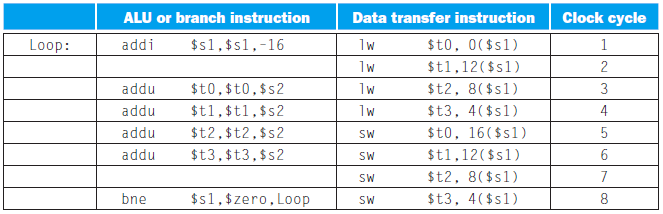 ALU or branch instruction Data transfer instruction Clock cycle
Loop: addi $s1,$s1,-16 lw $t0, 0($s1) 1
lw $t1,12($s1) 2
addu $t0,$t0,$s2 lw $t2, 8($s1) 3
addu $t1,$t1,$s2 lw $t3, 4($s1) 4
addu $t2,$t2,$s2 sw $t0, 16($s1) 5
addu $t3,$t3,$s2 sw $t1,12($s1) 6
sw $t2, 8($s1) 7
bne $s1,$zero,Loop sw $t3, 4($s1) 8